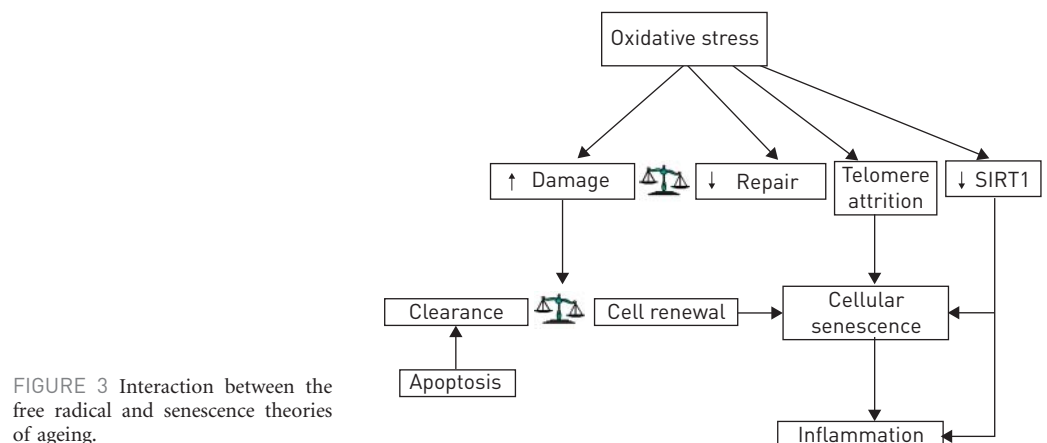 Oxidative stress
↑ Damage
↓ Repair
Telomere
attrition
↓ SIRT1
Clearance
Cell renewal
Cellular
senescence
Apoptosis
Inflammation
FIGURE 3 Interaction between the
free radical and senescence theories
of ageing.